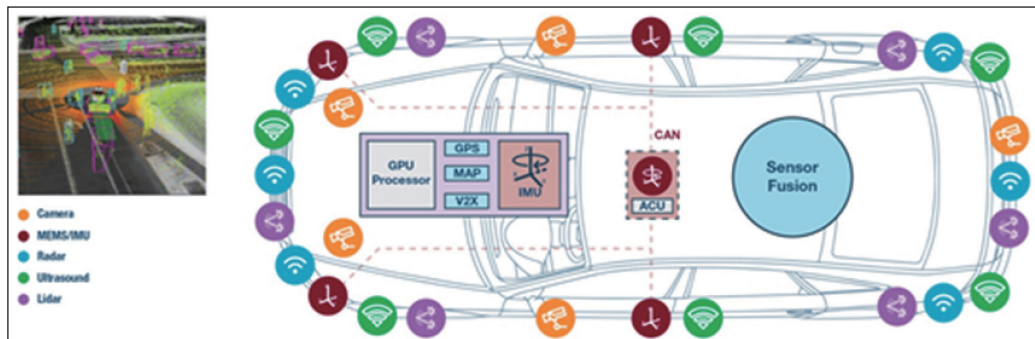 Camera
MEMS/IMU
Radar
Ultrasound
Lidar
GPU
Processor
GPS
MAP
V2X
IMU
CAN
ACU
Sensor
Fusion